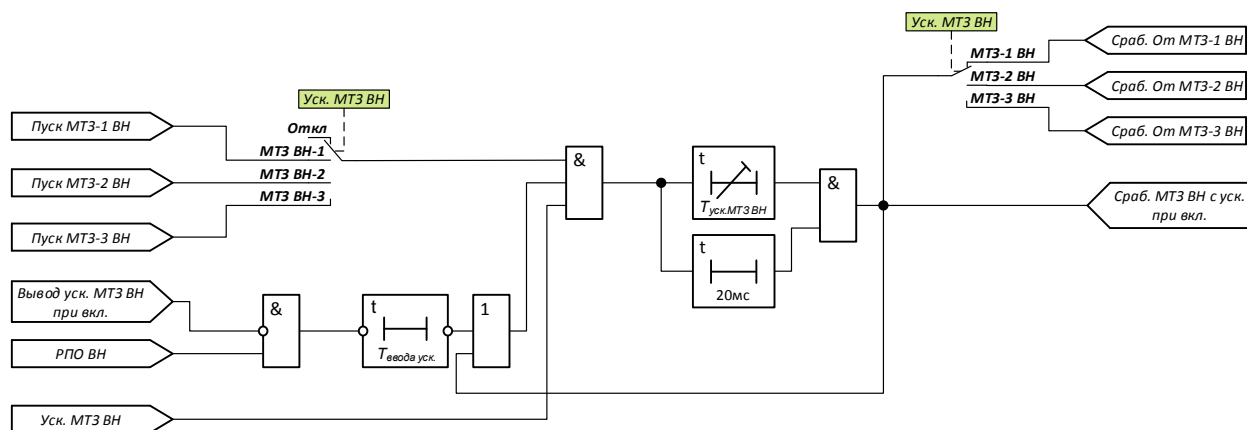 Уск. МТЗ ВН
МТЗ-1 ВН
Сраб. От МТЗ-1 ВН
МТЗ-2 ВН
Сраб. От МТЗ-2 ВН
МТЗ-3 ВН
Сраб. От МТЗ-3 ВН
Уск. МТЗ ВН
Пуск МТЗ-1 ВН
Откл
МТЗ ВН-1
МТЗ ВН-2
МТЗ ВН-3
Пуск МТЗ-2 ВН
Пуск МТЗ-3 ВН
&
t
Tуск.МТЗ ВН
&
t
20мс
Сраб. МТЗ ВН с уск.
при вкл.
Вывод уск. МТЗ ВН
при вкл.
&
t
Tввода уск.
1
РПО ВН
Уск. МТЗ ВН